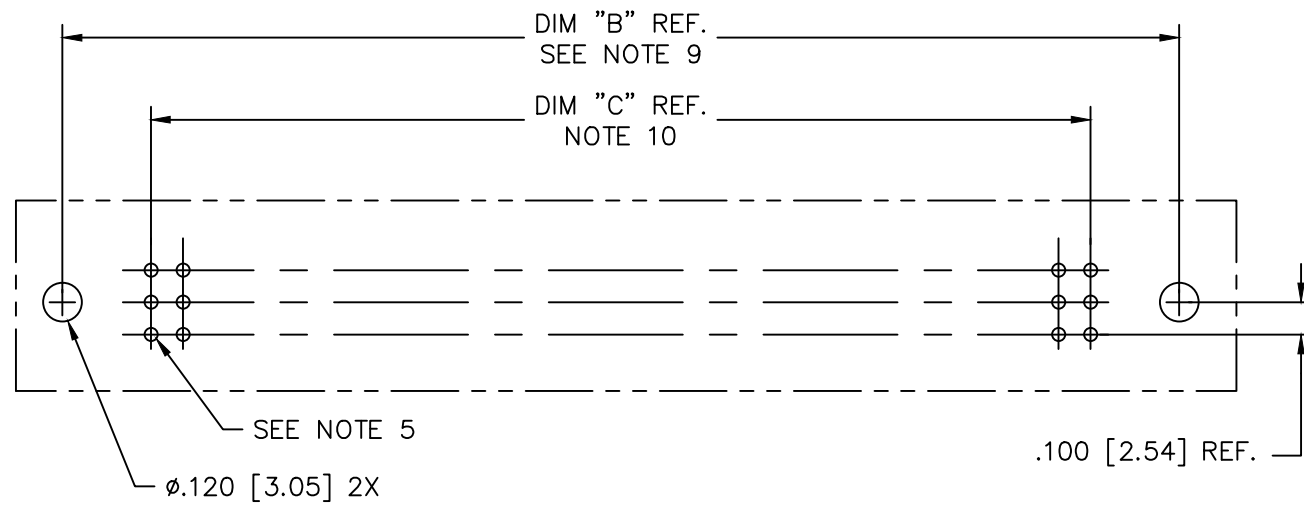 DIM "B" REF.
SEE NOTE 9
DIM "C" REF.
NOTE 10
SEE NOTE 5
.100 [2.54] REF.
ø.120 [3.05] 2X